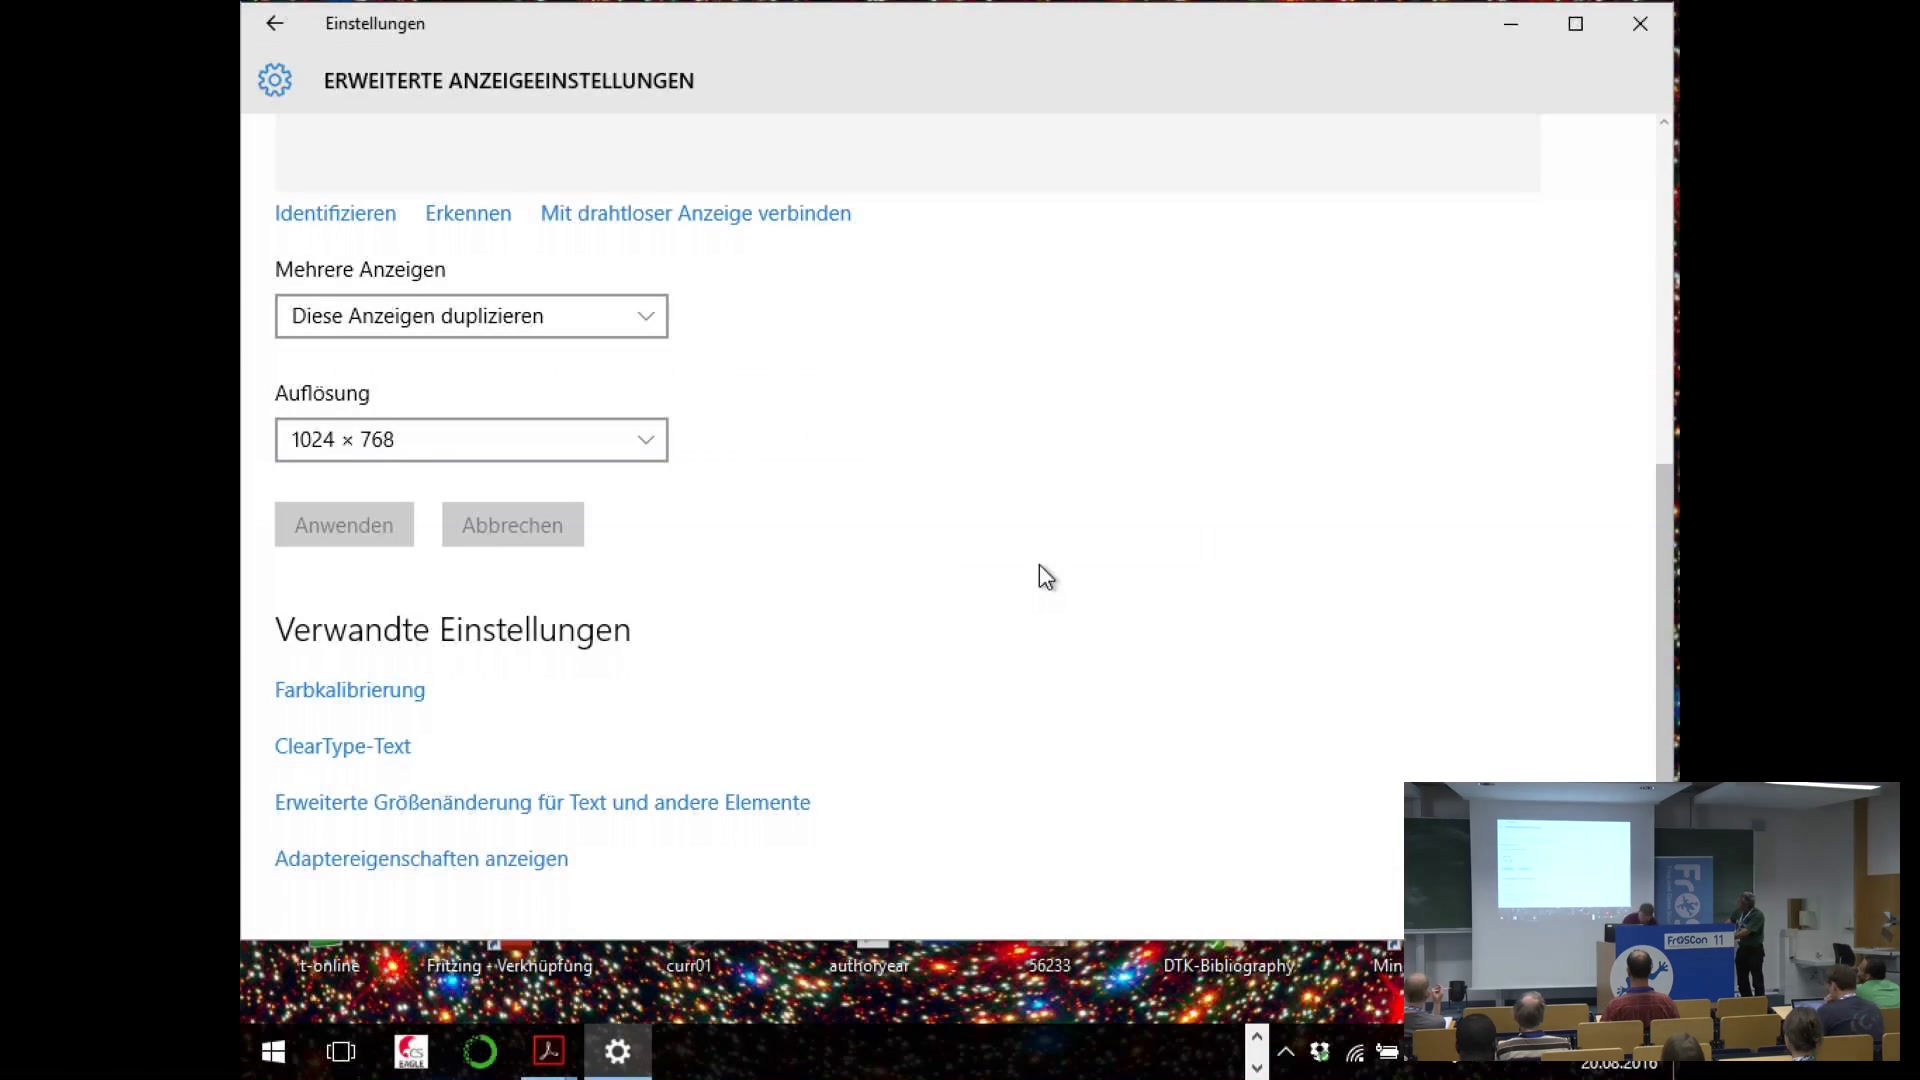 Einstellungen
ERWEITERTE ANZEIGEEINSTELLUNGEN
Identifizieren Erkennen Mit drahtloser Anzeige verbinden
Mehrere Anzeigen
Diese Anzeigen duplizieren
Auflösung
1024 × 768
Anwenden Abbrechen
Verwandte Einstellungen
Farbkalibrierung
ClearType-Text
Erweiterte Größenänderung für Text und andere Elemente
Adaptereigenschaften anzeigen
t-online Fritzing - Verknüpfung curr01 authoryear 56233 DTK-Bibliography Min
CS
EAGLE
FrOSCon 11
20.08.2016